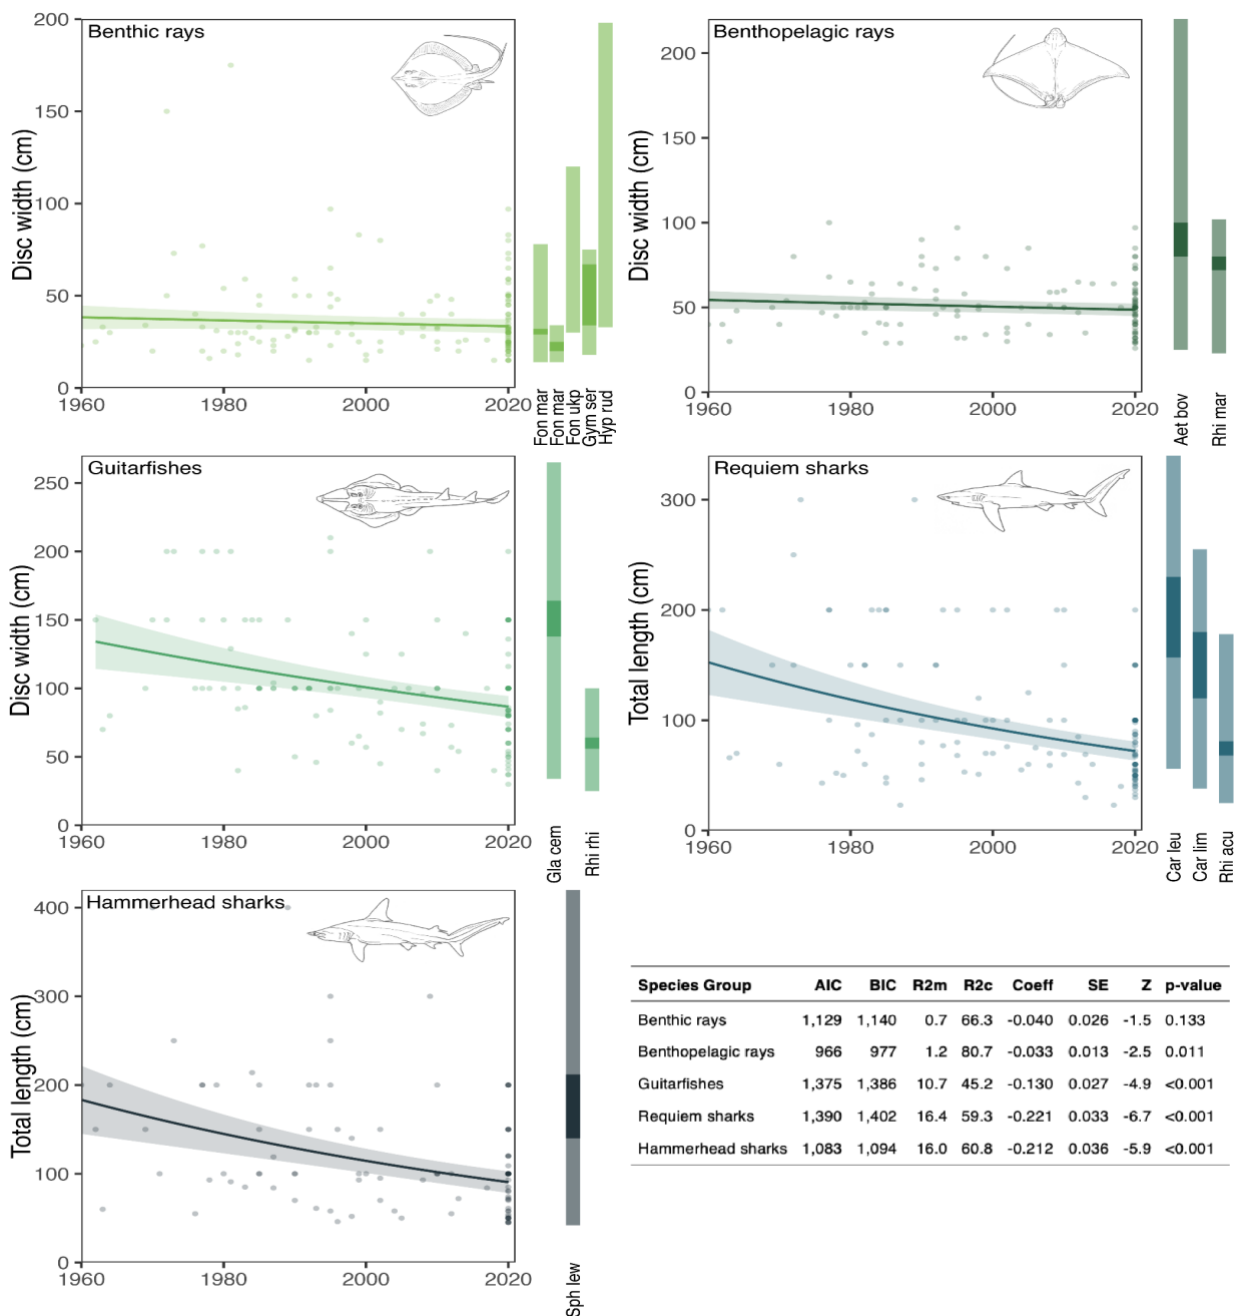 Benthic rays
Disc width (cm)
200
150
100
50
0
1960
1980
2000
2020
Fon mar
Fon mar
Fon ukp
Gym ser
Hyp rud
Benthopelagic rays
Disc width (cm)
200
150
100
50
0
1960
1980
2000
2020
Aet bov
Rhi mar
Guitarfishes
Disc width (cm)
250
200
150
100
50
0
1960
1980
2000
2020
Gla cem
Rhi rhi
Requiem sharks
Total length (cm)
300
200
100
0
1960
1980
2000
2020
Car leu
Car lim
Rhi acu
Hammerhead sharks
Total length (cm)
400
300
200
100
0
1960
1980
2000
2020
Sph lew
Species Group AIC BIC R2m R2c Coeff SE Z p-value
Benthic rays 1,129 1,140 0.7 66.3 -0.040 0.026 -1.5 0.133
Benthopelagic rays 966 977 1.2 80.7 -0.033 0.013 -2.5 0.011
Guitarfishes 1,375 1,386 10.7 45.2 -0.130 0.027 -4.9 <0.001
Requiem sharks 1,390 1,402 16.4 59.3 -0.221 0.033 -6.7 <0.001
Hammerhead sharks 1,083 1,094 16.0 60.8 -0.212 0.036 -5.9 <0.001